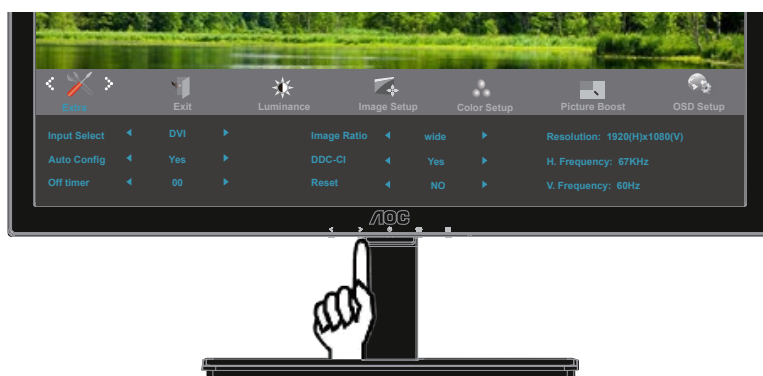 Extra Exit Luminance Image Setup Color Setup Picture Boost OSD Setup
Input Select DVI Image Ratio wide Resolution: 1920(H)x1080(V)
Auto Config Yes DDC-CI Yes H. Frequency: 67KHz
Off timer 00 Reset NO V. Frequency: 60Hz
AOC